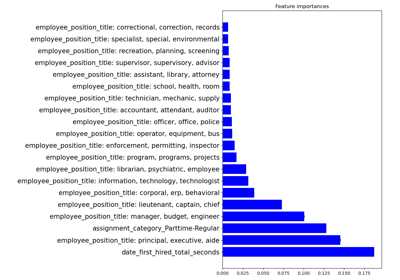 Feature importances
employee_position_title: correctional, correction, records
employee_position_title: specialist, special, environmental
employee_position_title: recreation, planning, screening
employee_position_title: supervisor, supervisory, advisor
employee_position_title: assistant, library, attorney
employee_position_title: school, health, room
employee_position_title: technician, mechanic, supply
employee_position_title: accountant, attendant, auditor
employee_position_title: officer, office, police
employee_position_title: operator, equipment, bus
employee_position_title: enforcement, permitting, inspector
employee_position_title: program, programs, projects
employee_position_title: librarian, psychiatric, employee
employee_position_title: information, technology, technologist
employee_position_title: corporal, erp, behavioral
employee_position_title: lieutenant, captain, chief
employee_position_title: manager, budget, engineer
assignment_category_Parttime-Regular
employee_position_title: principal, executive, aide
date_first_hired_total_seconds
0.000 0.025 0.050 0.075 0.100 0.125 0.150 0.175